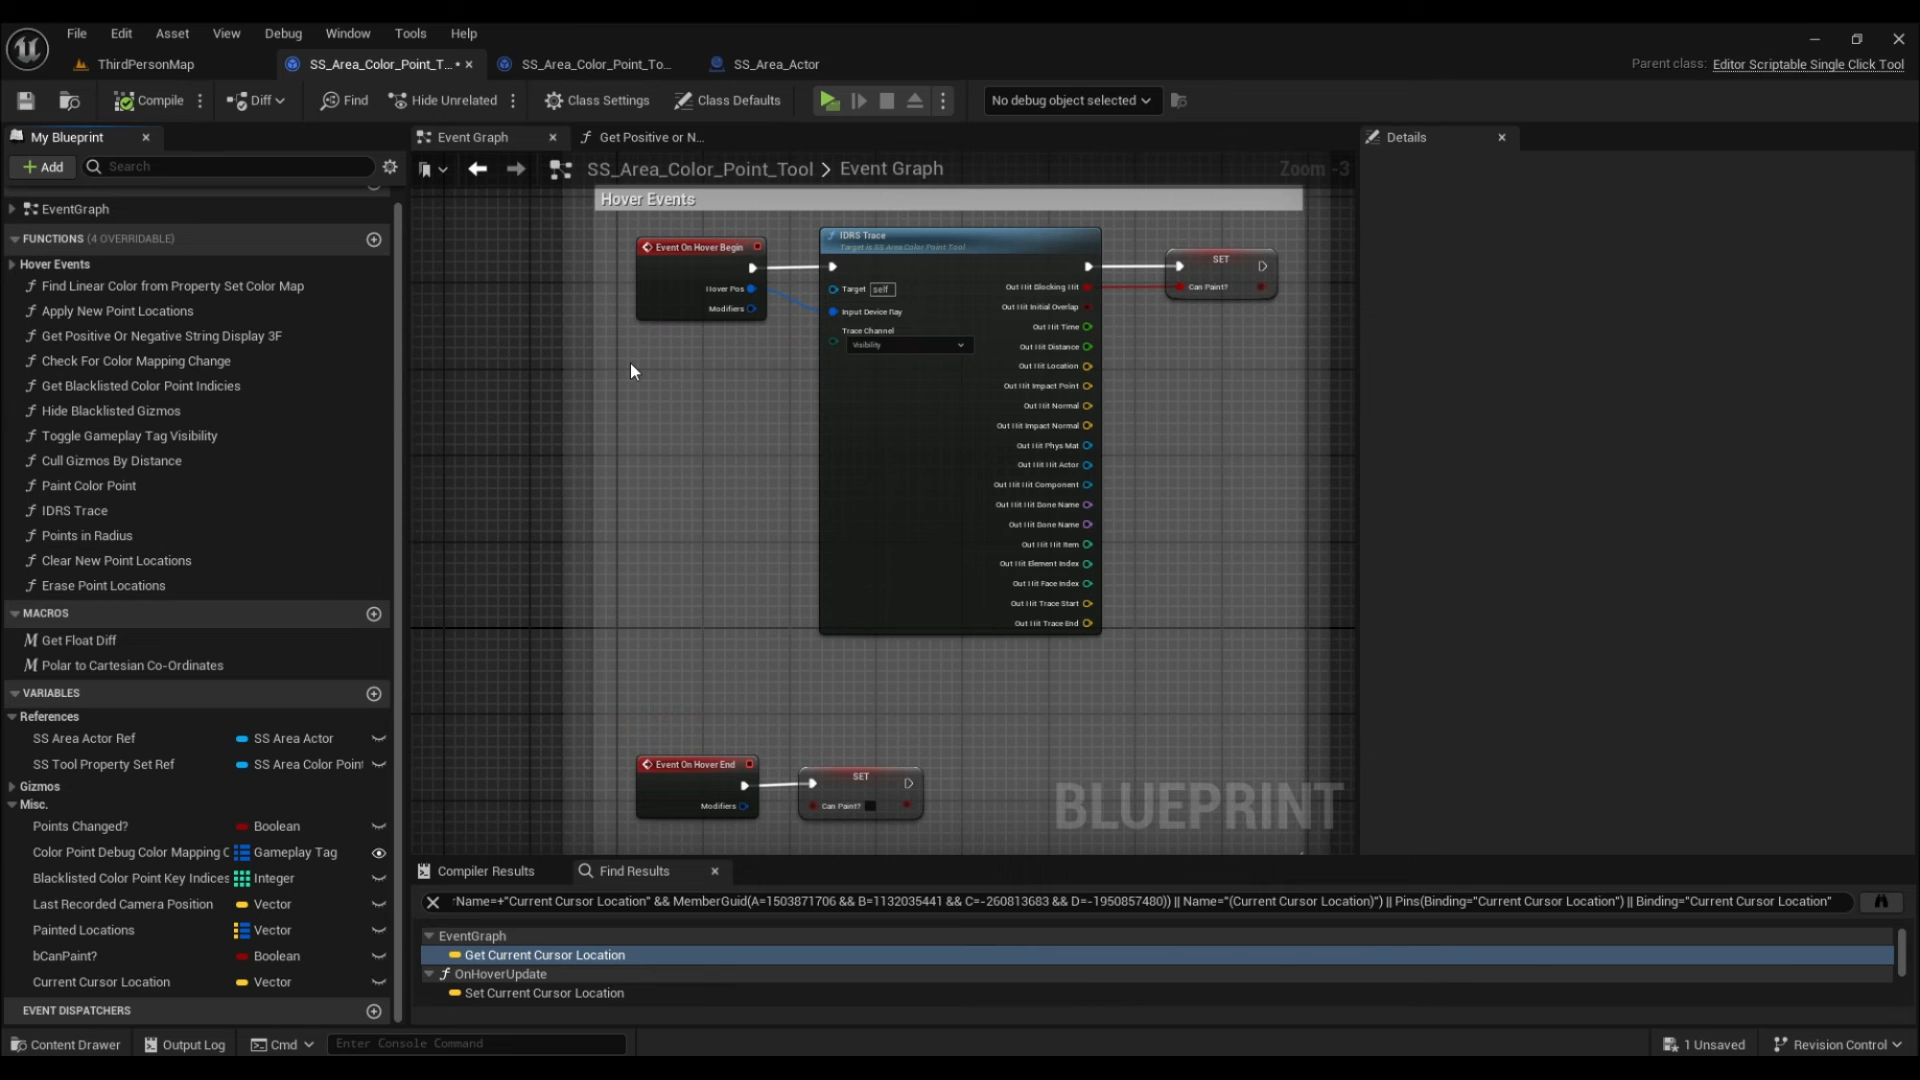 File Edit Asset View Debug Window Tools Help
ThirdPersonMap
SS_Area_Color_Point_T... •
SS_Area_Color_Point_To...
SS_Area_Actor
Parent class: Editor Scriptable Single Click Tool
Compile
Diff
Find
Hide Unrelated
Class Settings
Class Defaults
No debug object selected
My Blueprint
Add
Search
EventGraph
FUNCTIONS (4 OVERRIDABLE)
Hover Events
Find Linear Color from Property Set Color Map
Apply New Point Locations
Get Positive Or Negative String Display 3F
Check For Color Mapping Change
Get Blacklisted Color Point Indicies
Hide Blacklisted Gizmos
Toggle Gameplay Tag Visibility
Cull Gizmos By Distance
Paint Color Point
IDRS Trace
Points in Radius
Clear New Point Locations
Erase Point Locations
MACROS
Get Float Diff
Polar to Cartesian Co-Ordinates
VARIABLES
References
SS Area Actor Ref SS Area Actor
SS Tool Property Set Ref SS Area Color Point
Gizmos
Misc.
Points Changed? Boolean
Color Point Debug Color Mapping C Gameplay Tag
Blacklisted Color Point Key Indices Integer
Last Recorded Camera Position Vector
Painted Locations Vector
bCanPaint? Boolean
Current Cursor Location Vector
EVENT DISPATCHERS
Event Graph
Get Positive or N...
SS_Area_Color_Point_Tool > Event Graph
Zoom -3
Hover Events
Event On Hover Begin
Hover Pos
Modifiers
IDRS Trace
Target is SS Area Color Point Tool
Target self
Input Device Ray
Trace Channel
Visibility
Out Hit Blocking Hit
Out Hit Initial Overlap
Out Hit Time
Out Hit Distance
Out Hit Location
Out Hit Impact Point
Out Hit Normal
Out Hit Impact Normal
Out Hit Phys Mat
Out Hit Hit Actor
Out Hit Hit Component
Out Hit Hit Bone Name
Out Hit Bone Name
Out Hit Hit Item
Out Hit Element Index
Out Hit Face Index
Out Hit Trace Start
Out Hit Trace End
SET
Can Paint?
Event On Hover End
Modifiers
SET
Can Paint?
BLUEPRINT
Details
Compiler Results
Find Results
Name=+"Current Cursor Location" && MemberGuid(A=1503871706 && B=1132035441 && C=-260813683 && D=-1950857480)) || Name="(Current Cursor Location)") || Pins(Binding="Current Cursor Location") || Binding="Current Cursor Location"
EventGraph
Get Current Cursor Location
OnHoverUpdate
Set Current Cursor Location
Content Drawer
Output Log
Cmd
Enter Console Command
1 Unsaved
Revision Control